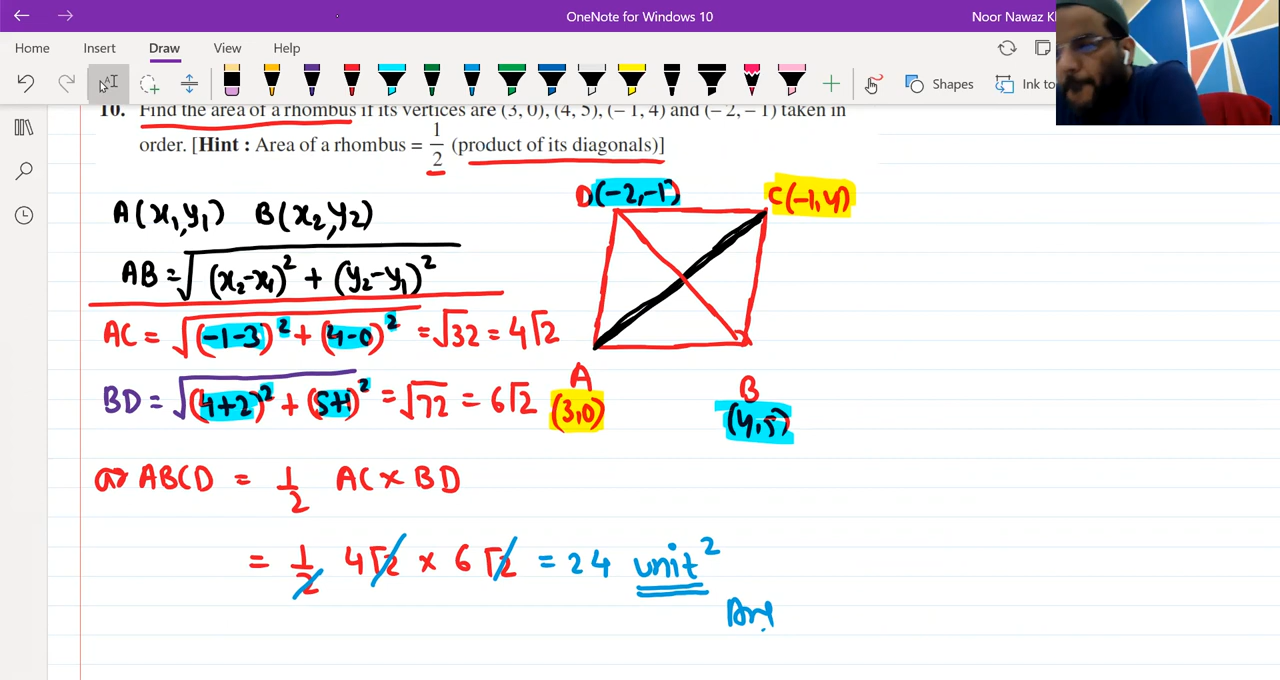 OneNote for Windows 10
Noor Nawaz Kh
Home Insert Draw View Help
Shapes Ink to
10. Find the area of a rhombus if its vertices are (3, 0), (4, 5), (– 1, 4) and (– 2, – 1) taken in
order. [Hint : Area of a rhombus = 1/2 (product of its diagonals)]
D(-2,-1) C(-1,4)
A(x₁,y₁) B(x₂,y₂)
AB = √(x₂-x₁)² + (y₂-y₁)²
AC = √(-1-3)² + (4-0)² = √32 = 4√2
A B
BD = √(4+2)² + (5+1)² = √72 = 6√2
(3,0) (4,5)
ar ABCD = 1/2 AC × BD
= 1/2 4√2 × 6√2 = 24 unit²
Ans